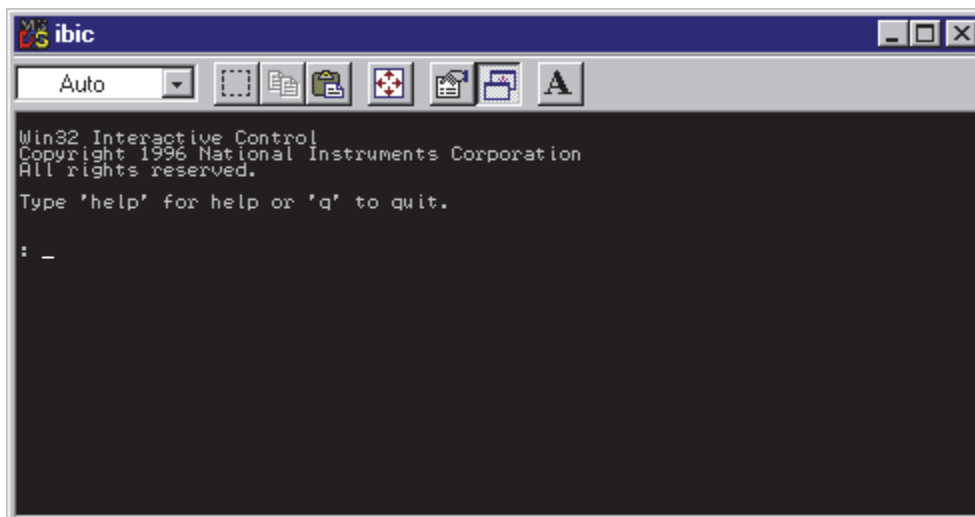 ibic
Auto
A
Win32 Interactive Control
Copyright 1996 National Instruments Corporation
All rights reserved.
Type 'help' for help or 'q' to quit.
: _